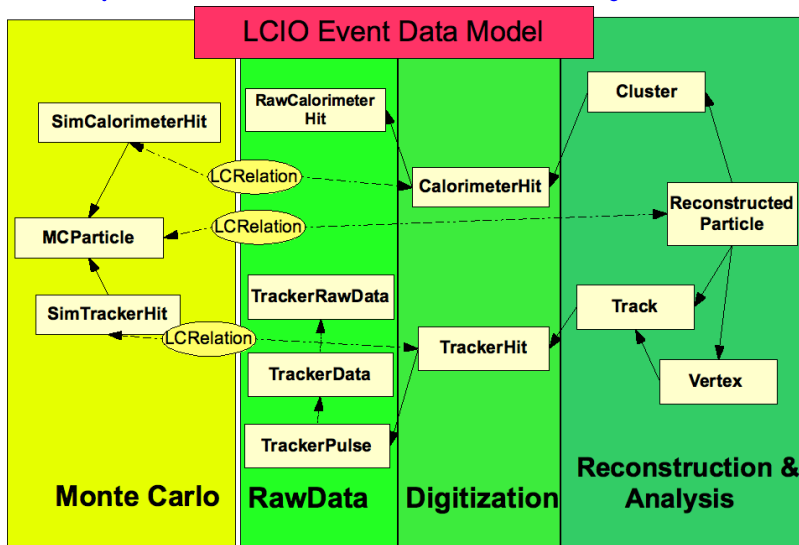 LCIO Event Data Model
SimCalorimeterHit
LCRelation
MCParticle
LCRelation
SimTrackerHit
LCRelation
Monte Carlo
RawCalorimeter
Hit
TrackerRawData
TrackerData
TrackerPulse
RawData
CalorimeterHit
TrackerHit
Digitization
Cluster
Reconstructed
Particle
Track
Vertex
Reconstruction &
Analysis